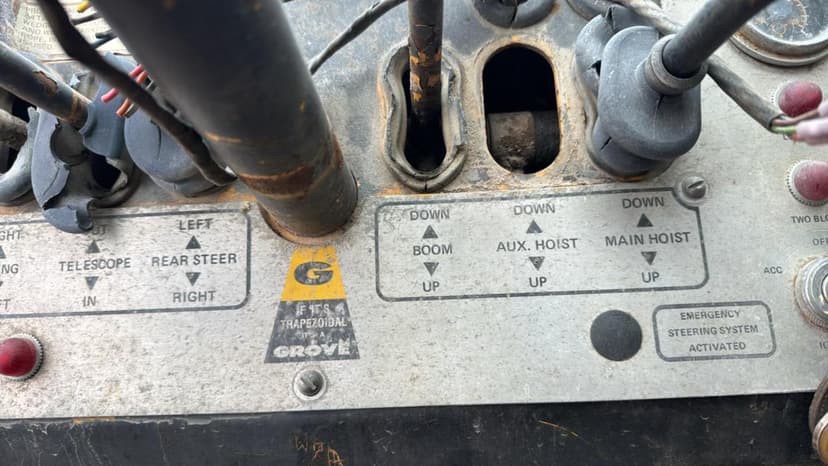 LEFT
TELESCOPE
REAR STEER
IN
RIGHT
G
IF IT'S
TRAPEZOIDAL
IT'S A
GROVE
DOWN
BOOM
UP
DOWN
AUX. HOIST
UP
DOWN
MAIN HOIST
UP
EMERGENCY
STEERING SYSTEM
ACTIVATED
TWO BLO
ACC